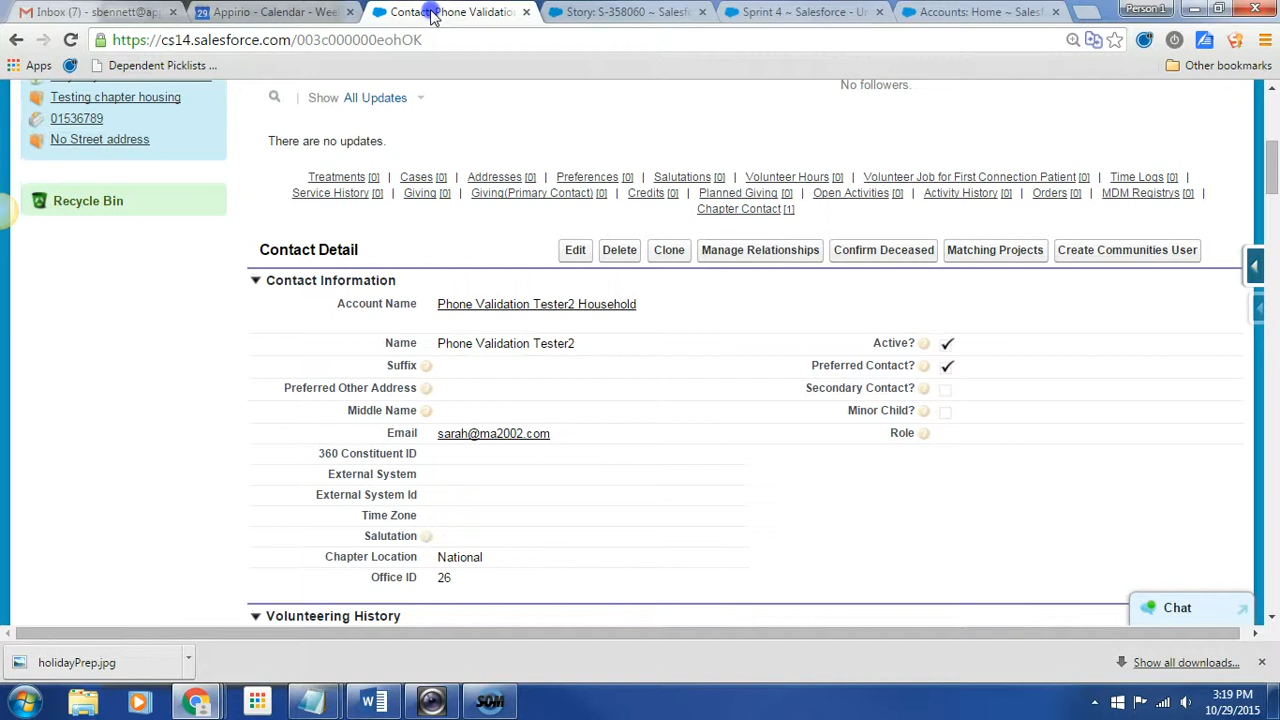 Inbox (7) - sbennett@app
29 Appirio - Calendar - Wee
Contact: Phone Validation
Story: S-358060 ~ Salesf
Sprint 4 ~ Salesforce - Un
Accounts: Home ~ Salesf
Person 1
https://cs14.salesforce.com/003c000000eohOK
Apps
Dependent Picklists ...
Other bookmarks
Testing chapter housing
01536789
No Street address
Recycle Bin
Show All Updates
No followers.
There are no updates.
Treatments [0] | Cases [0] | Addresses [0] | Preferences [0] | Salutations [0] | Volunteer Hours [0] | Volunteer Job for First Connection Patient [0] | Time Logs [0] |
Service History [0] | Giving [0] | Giving(Primary Contact) [0] | Credits [0] | Planned Giving [0] | Open Activities [0] | Activity History [0] | Orders [0] | MDM Registrys [0] |
Chapter Contact [1]
Contact Detail
Edit Delete Clone Manage Relationships Confirm Deceased Matching Projects Create Communities User
Contact Information
Account Name Phone Validation Tester2 Household
Name Phone Validation Tester2 Active?
Suffix Preferred Contact?
Preferred Other Address Secondary Contact?
Middle Name Minor Child?
Email sarah@ma2002.com Role
360 Constituent ID
External System
External System Id
Time Zone
Salutation
Chapter Location National
Office ID 26
Volunteering History
Chat
holidayPrep.jpg
Show all downloads...
SOM
3:19 PM
10/29/2015